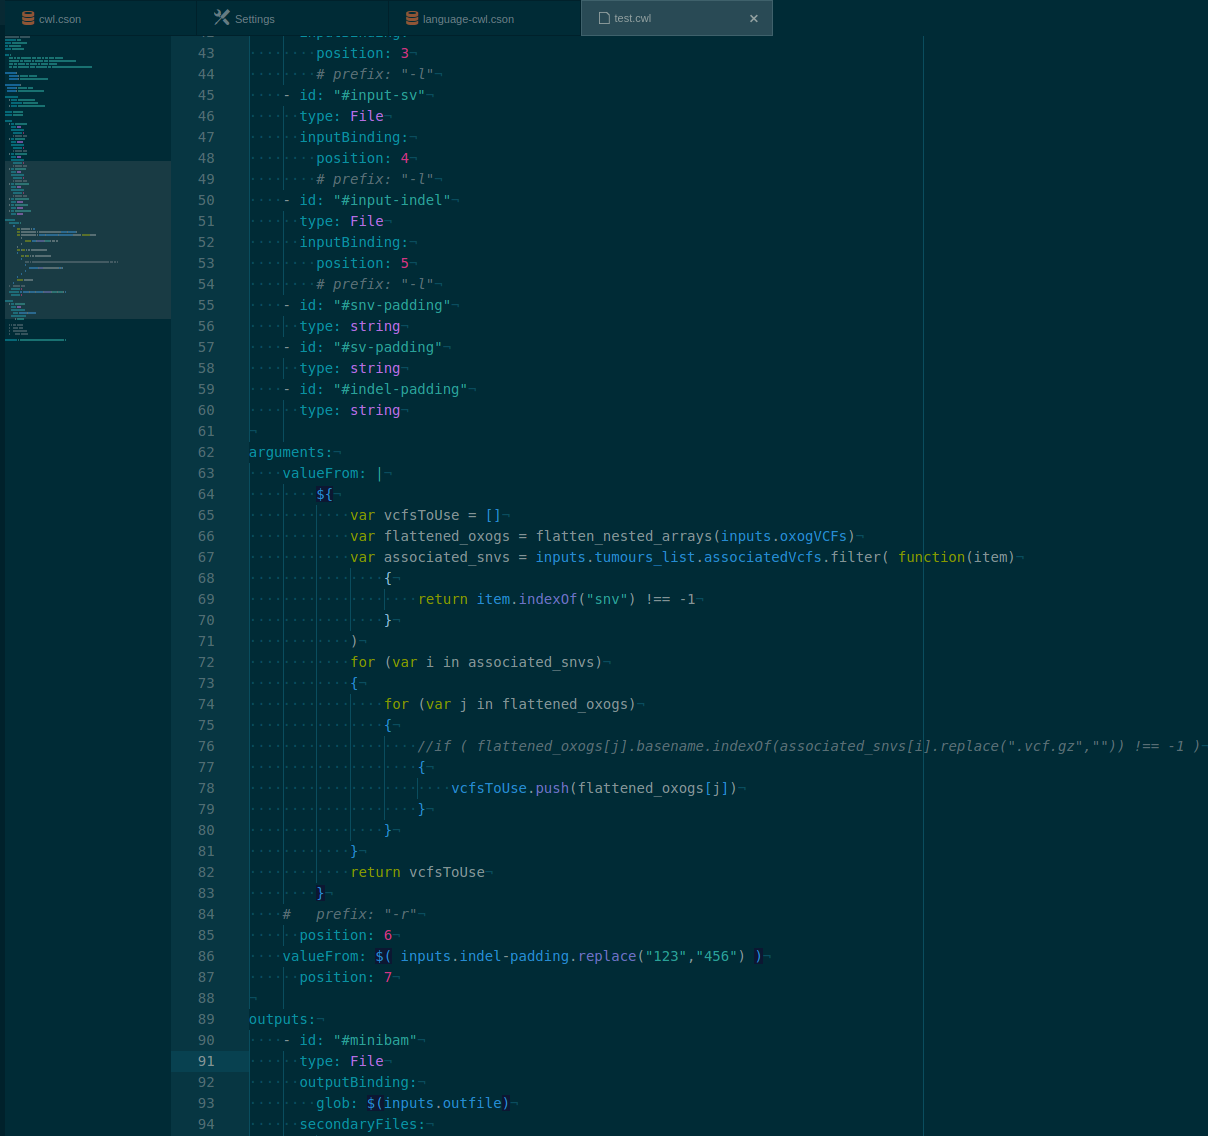 cwl.cson
Settings
language-cwl.cson
test.cwl ×
42 inputBinding:
43 position: 3
44 # prefix: "-l"
45 - id: "#input-sv"
46 type: File
47 inputBinding:
48 position: 4
49 # prefix: "-l"
50 - id: "#input-indel"
51 type: File
52 inputBinding:
53 position: 5
54 # prefix: "-l"
55 - id: "#snv-padding"
56 type: string
57 - id: "#sv-padding"
58 type: string
59 - id: "#indel-padding"
60 type: string
61
62 arguments:
63 valueFrom: |
64 ${
65 var vcfsToUse = []
66 var flattened_oxogs = flatten_nested_arrays(inputs.oxogVCFs)
67 var associated_snvs = inputs.tumours_list.associatedVcfs.filter( function(item)
68 {
69 return item.indexOf("snv") !== -1
70 }
71 )
72 for (var i in associated_snvs)
73 {
74 for (var j in flattened_oxogs)
75 {
76 //if ( flattened_oxogs[j].basename.indexOf(associated_snvs[i].replace(".vcf.gz","")) !== -1 )
77 {
78 vcfsToUse.push(flattened_oxogs[j])
79 }
80 }
81 }
82 return vcfsToUse
83 }
84 # prefix: "-r"
85 position: 6
86 valueFrom: $( inputs.indel-padding.replace("123","456") )
87 position: 7
88
89 outputs:
90 - id: "#minibam"
91 type: File
92 outputBinding:
93 glob: $(inputs.outfile)
94 secondaryFiles: